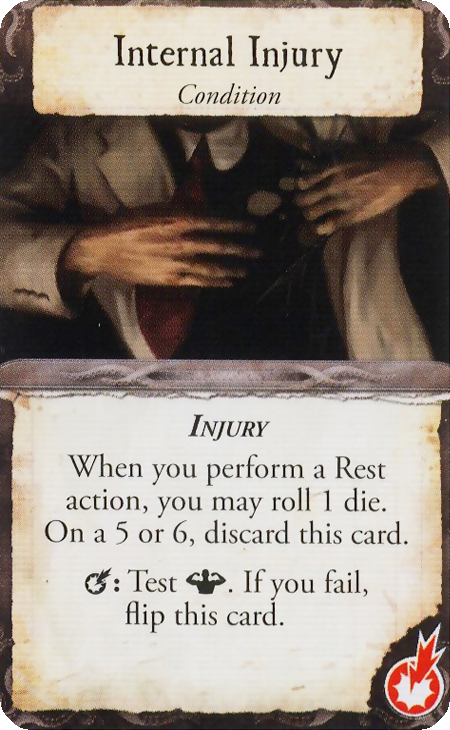 Internal Injury
Condition
INJURY
When you perform a Rest
action, you may roll 1 die.
On a 5 or 6, discard this card.
: Test . If you fail,
flip this card.